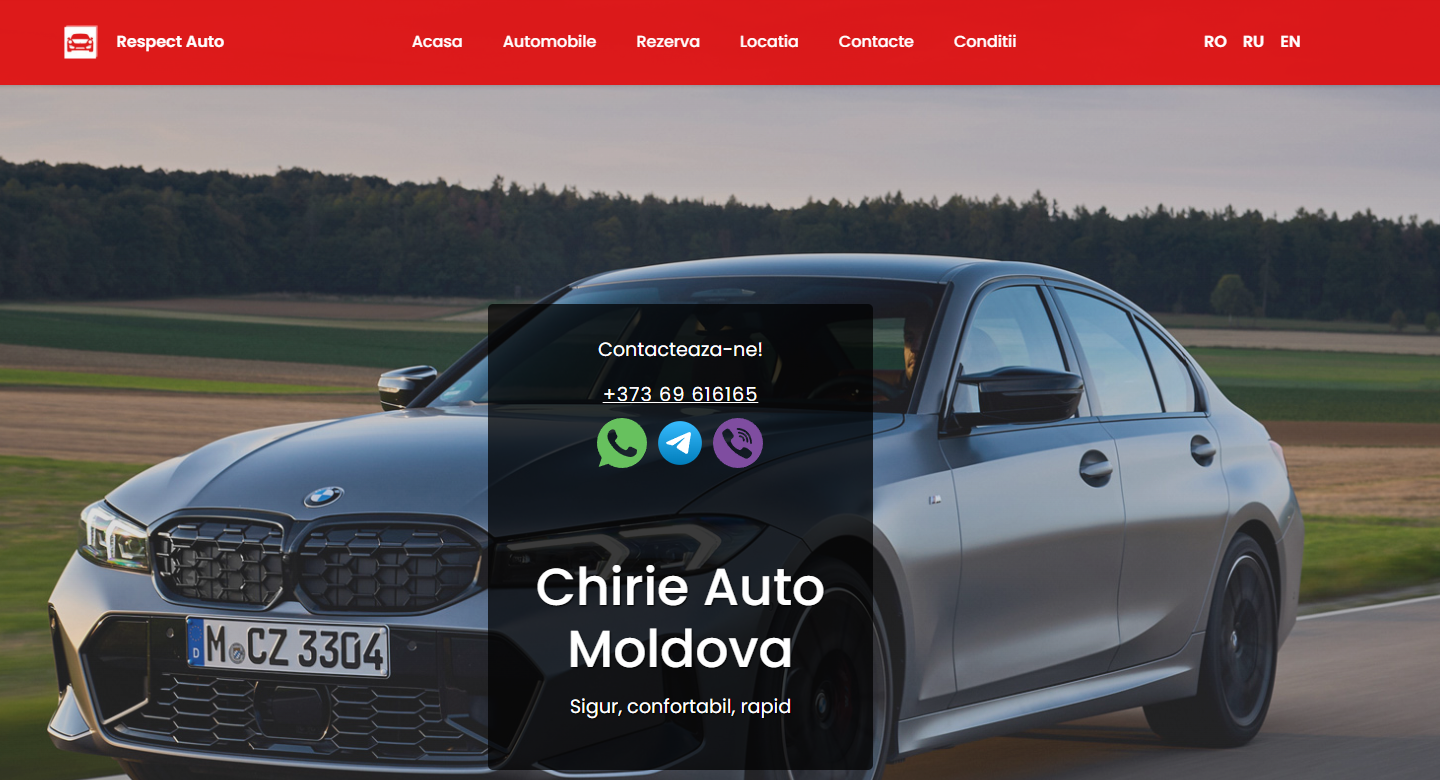 Respect Auto
Acasa Automobile Rezerva Locatia Contacte Conditii
RO RU EN
Contacteaza-ne!
+373 69 616165
Chirie Auto
Moldova
Sigur, confortabil, rapid
D M CZ 3304